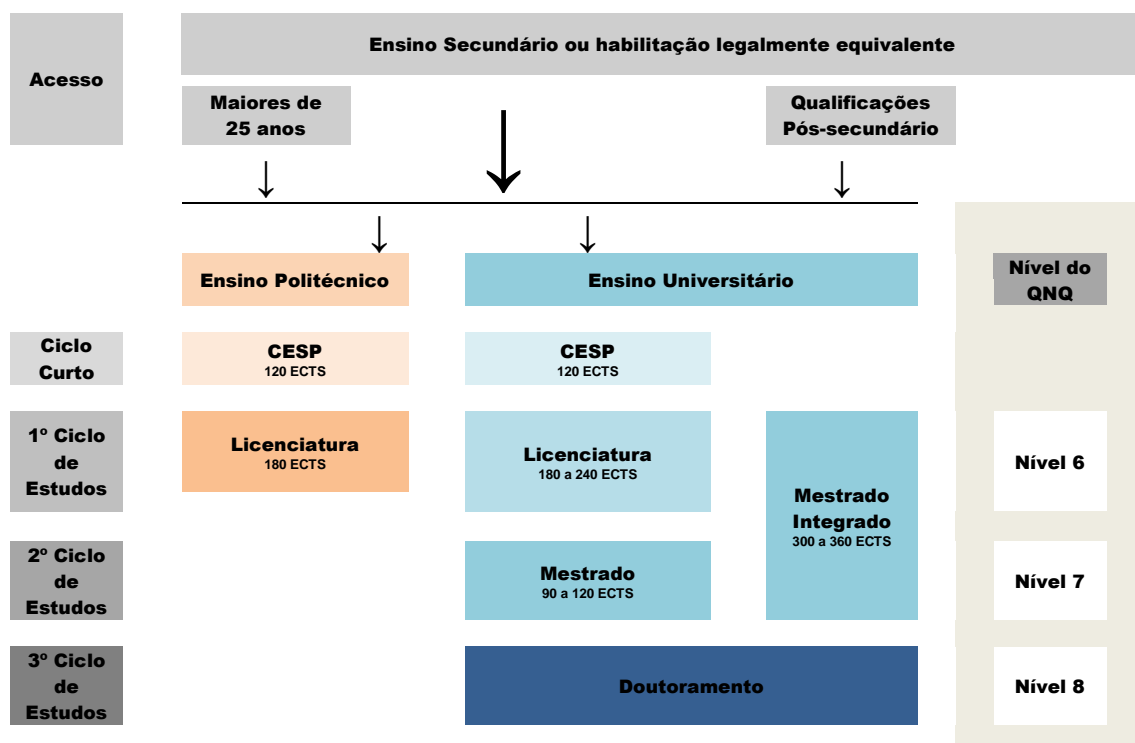 Acesso
Ensino Secundário ou habilitação legalmente equivalente
Maiores de
25 anos
Qualificações
Pós-secundário
Ensino Politécnico
Ensino Universitário
Nível do
QNQ
Ciclo
Curto
CESP
120 ECTS
CESP
120 ECTS
1º Ciclo
de
Estudos
Licenciatura
180 ECTS
Licenciatura
180 a 240 ECTS
Mestrado
Integrado
300 a 360 ECTS
Nível 6
2º Ciclo
de
Estudos
Mestrado
90 a 120 ECTS
Nível 7
3º Ciclo
de
Estudos
Doutoramento
Nível 8